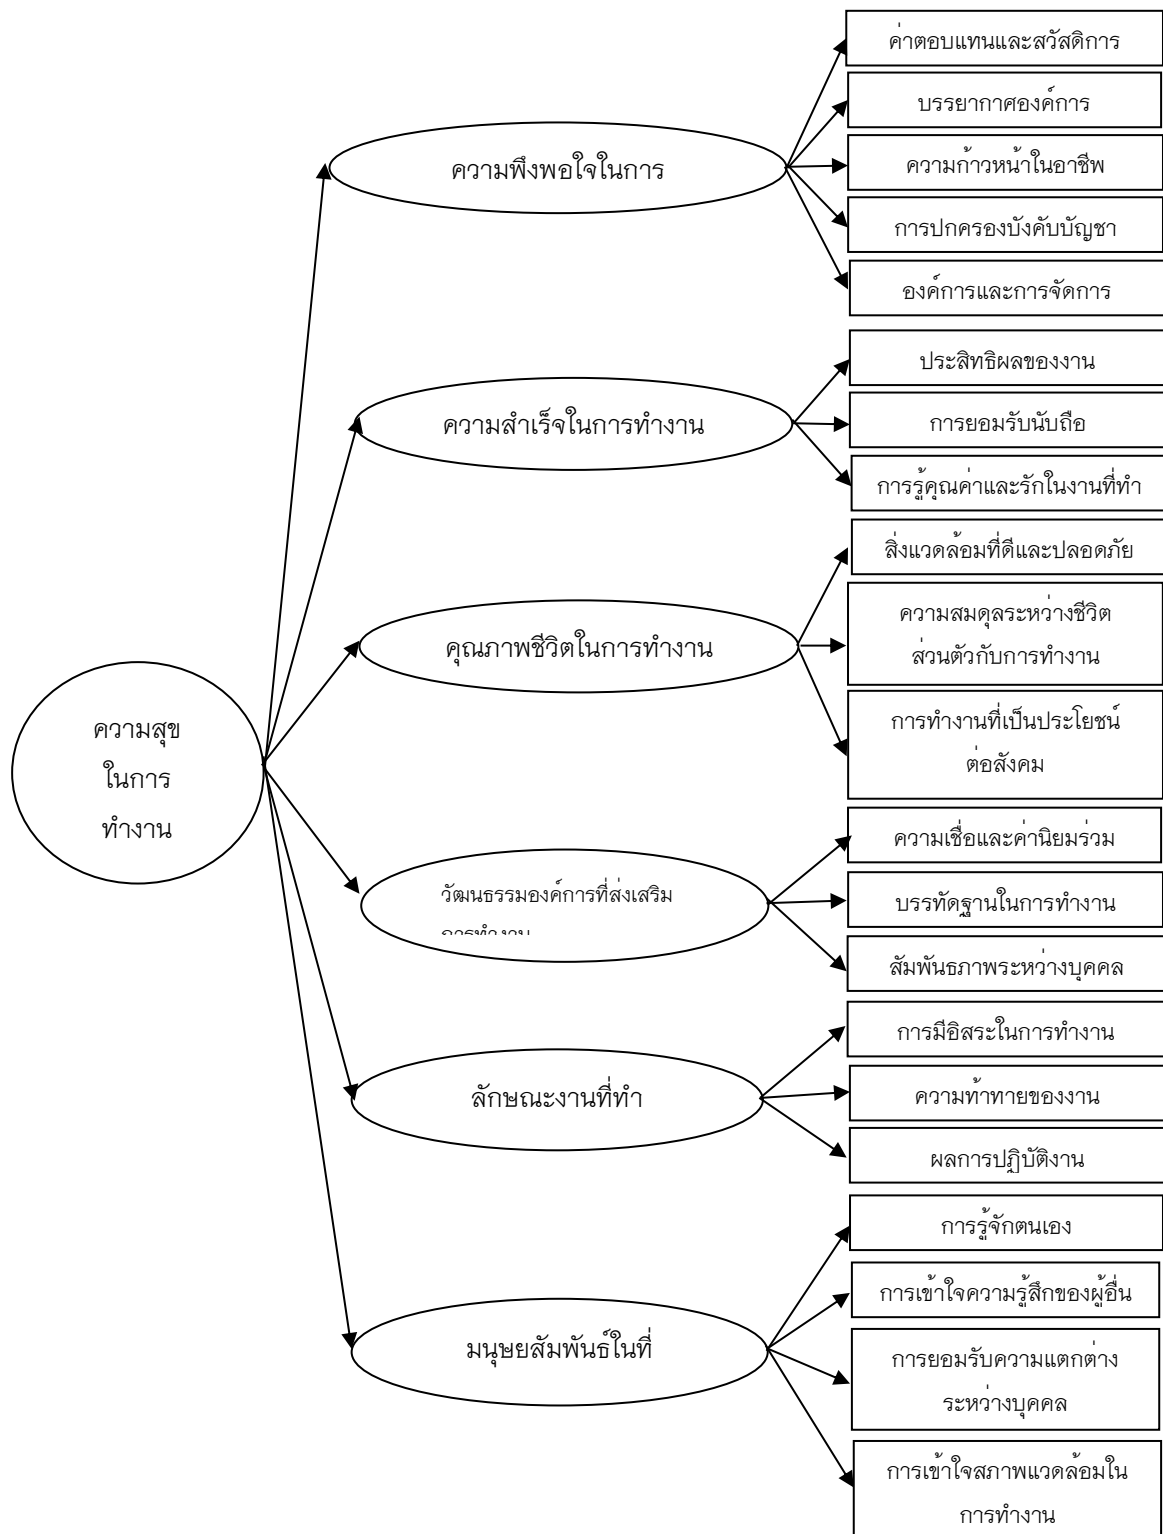 ความสุข
ในการ
ทำงาน
ความพึงพอใจในการ
ค่าตอบแทนและสวัสดิการ
บรรยากาศองค์การ
ความก้าวหน้าในอาชีพ
การปกครองบังคับบัญชา
องค์การและการจัดการ
ความสำเร็จในการทำงาน
ประสิทธิผลของงาน
การยอมรับนับถือ
การรู้คุณค่าและรักในงานที่ทำ
คุณภาพชีวิตในการทำงาน
สิ่งแวดล้อมที่ดีและปลอดภัย
ความสมดุลระหว่างชีวิต
ส่วนตัวกับการทำงาน
การทำงานที่เป็นประโยชน์
ต่อสังคม
วัฒนธรรมองค์การที่ส่งเสริม
การทำงาน
ความเชื่อและค่านิยมร่วม
บรรทัดฐานในการทำงาน
สัมพันธภาพระหว่างบุคคล
ลักษณะงานที่ทำ
การมีอิสระในการทำงาน
ความท้าทายของงาน
ผลการปฏิบัติงาน
มนุษยสัมพันธ์ในที่
การรู้จักตนเอง
การเข้าใจความรู้สึกของผู้อื่น
การยอมรับความแตกต่าง
ระหว่างบุคคล
การเข้าใจสภาพแวดล้อมใน
การทำงาน